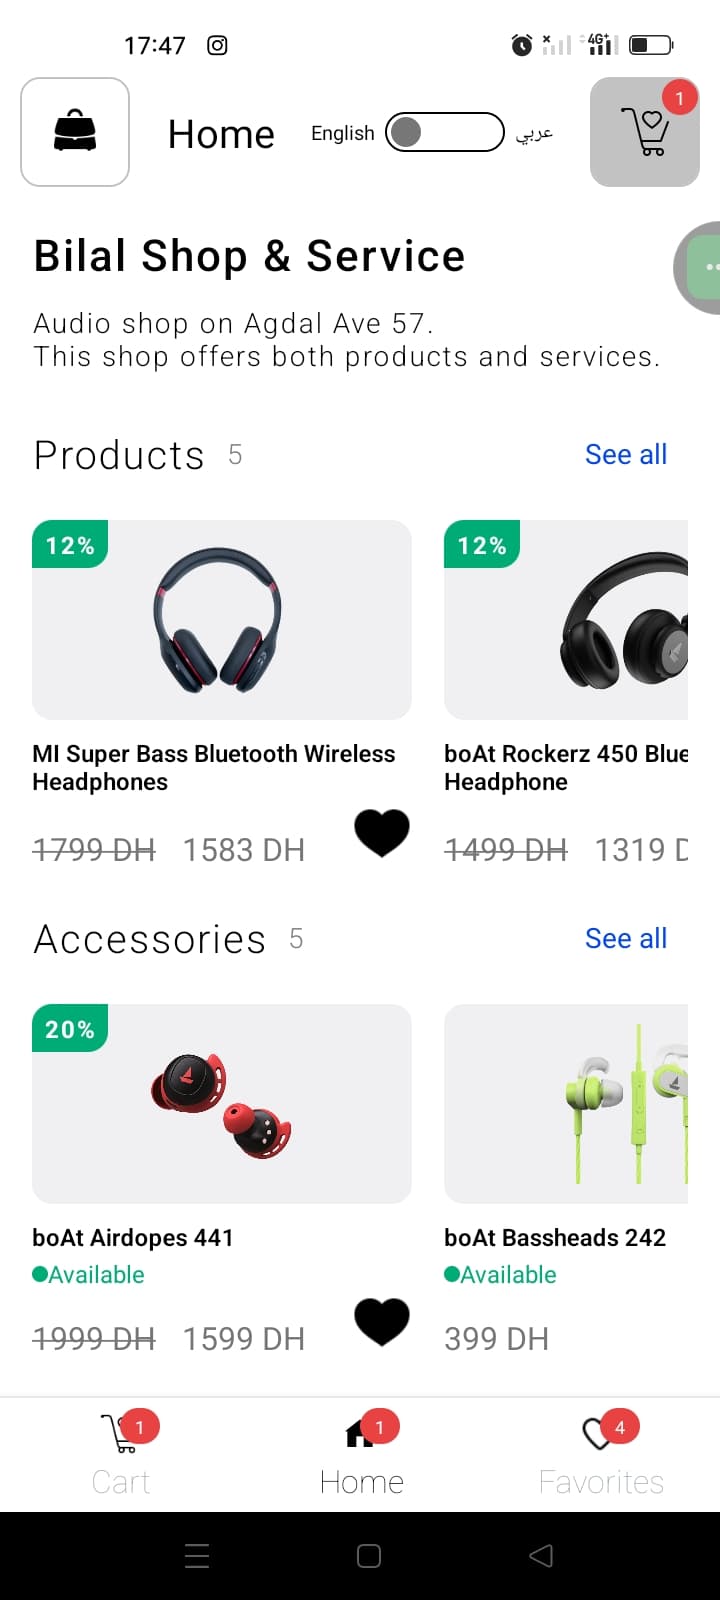 17:47
4G+
1
Home
English
عربي
Bilal Shop & Service
Audio shop on Agdal Ave 57.
This shop offers both products and services.
Products 5
See all
12%
12%
MI Super Bass Bluetooth Wireless
Headphones
boAt Rockerz 450 Blue
Headphone
1799 DH 1583 DH
1499 DH 1319 D
Accessories 5
See all
20%
boAt Airdopes 441
Available
boAt Bassheads 242
Available
1999 DH 1599 DH
399 DH
1
1
4
Cart
Home
Favorites